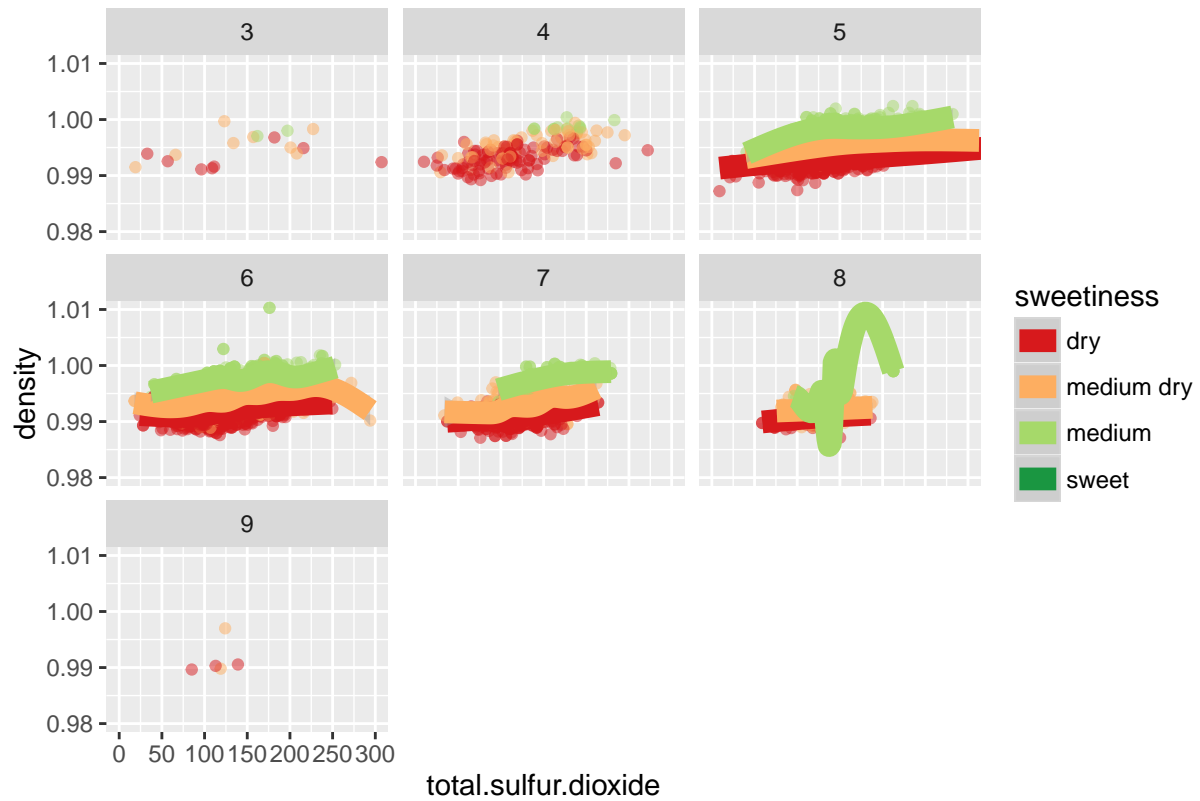 3
4
5
1.01
1.00
0.99
0.98
6
7
8
1.01
1.00
0.99
0.98
9
1.01
1.00
0.99
0.98
0 50 100 150 200 250 300
total.sulfur.dioxide
density
sweetiness
dry
medium dry
medium
sweet